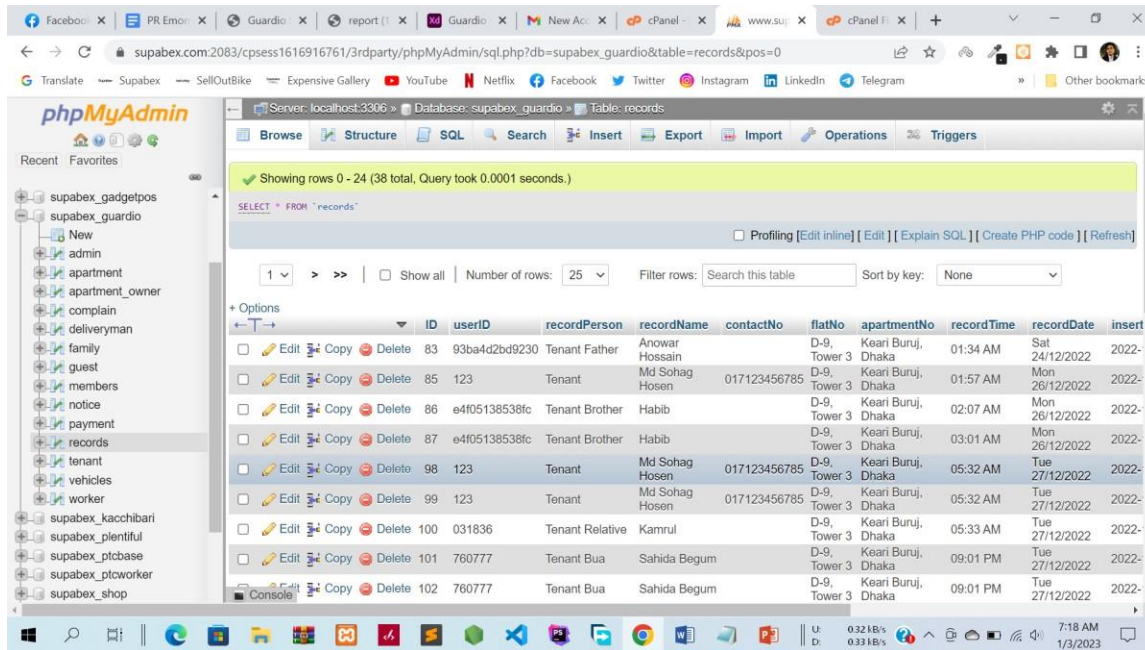 Facebook
PR Emon
Guardio
report (1
Guardio
New Acc
cPanel -
www.sup
cPanel Fi
supabex.com:2083/cpsess1616916761/3rdparty/phpMyAdmin/sql.php?db=supabex_guardio&table=records&pos=0
Translate Supabex SellOutBike Expensive Gallery YouTube Netflix Facebook Twitter Instagram LinkedIn Telegram » Other bookmark
phpMyAdmin
Recent Favorites
supabex_gadgetpos
supabex_guardio
New
admin
apartment
apartment_owner
complain
deliveryman
family
guest
members
notice
payment
records
tenant
vehicles
worker
supabex_kacchibari
supabex_plentiful
supabex_ptcbase
supabex_ptcworker
supabex_shop
Server: localhost:3306 » Database: supabex_guardio » Table: records
Browse Structure SQL Search Insert Export Import Operations Triggers
Showing rows 0 - 24 (38 total, Query took 0.0001 seconds.)
SELECT * FROM `records`
Profiling [Edit inline] [ Edit ] [ Explain SQL ] [ Create PHP code ] [ Refresh]
1 > >> Show all Number of rows: 25 Filter rows: Search this table Sort by key: None
+ Options
ID userID recordPerson recordName contactNo flatNo apartmentNo recordTime recordDate insert
Edit Copy Delete 83 93ba4d2bd9230 Tenant Father Anowar Hossain D-9, Tower 3 Keari Buruj, Dhaka 01:34 AM Sat 24/12/2022 2022-
Edit Copy Delete 85 123 Tenant Md Sohag Hosen 017123456785 D-9, Tower 3 Keari Buruj, Dhaka 01:57 AM Mon 26/12/2022 2022-
Edit Copy Delete 86 e4f05138538fc Tenant Brother Habib D-9, Tower 3 Keari Buruj, Dhaka 02:07 AM Mon 26/12/2022 2022-
Edit Copy Delete 87 e4f05138538fc Tenant Brother Habib D-9, Tower 3 Keari Buruj, Dhaka 03:01 AM Mon 26/12/2022 2022-
Edit Copy Delete 98 123 Tenant Md Sohag Hosen 017123456785 D-9, Tower 3 Keari Buruj, Dhaka 05:32 AM Tue 27/12/2022 2022-
Edit Copy Delete 99 123 Tenant Md Sohag Hosen 017123456785 D-9, Tower 3 Keari Buruj, Dhaka 05:32 AM Tue 27/12/2022 2022-
Edit Copy Delete 100 031836 Tenant Relative Kamrul D-9, Tower 3 Keari Buruj, Dhaka 05:33 AM Tue 27/12/2022 2022-
Edit Copy Delete 101 760777 Tenant Bua Sahida Begum D-9, Tower 3 Keari Buruj, Dhaka 09:01 PM Tue 27/12/2022 2022-
Edit Copy Delete 102 760777 Tenant Bua Sahida Begum D-9, Tower 3 Keari Buruj, Dhaka 09:01 PM Tue 27/12/2022 2022-
Console
U: 0.32 kB/s
D: 0.33 kB/s
7:18 AM
1/3/2023